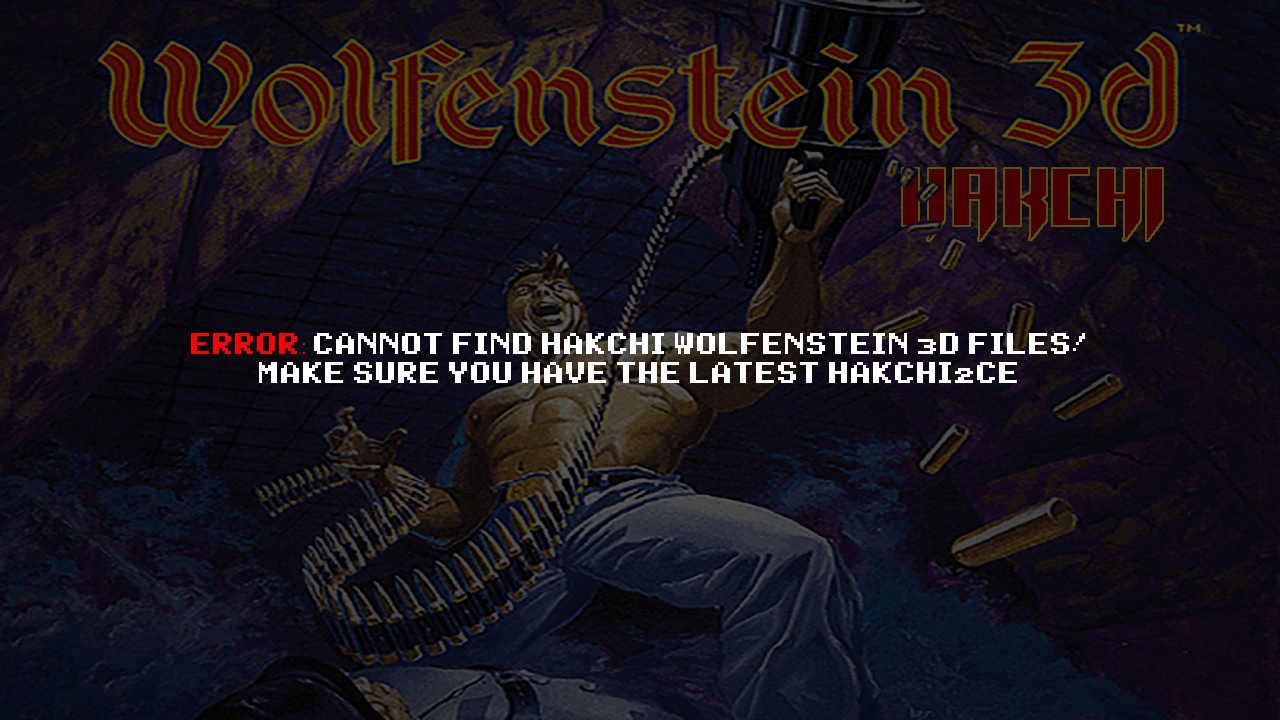 Wolfenstein 3d™
HAKCHI
ERROR: CANNOT FIND HAKCHI WOLFENSTEIN 3D FILES/
MAKE SURE YOU HAVE THE LATEST HAKCHI2CE